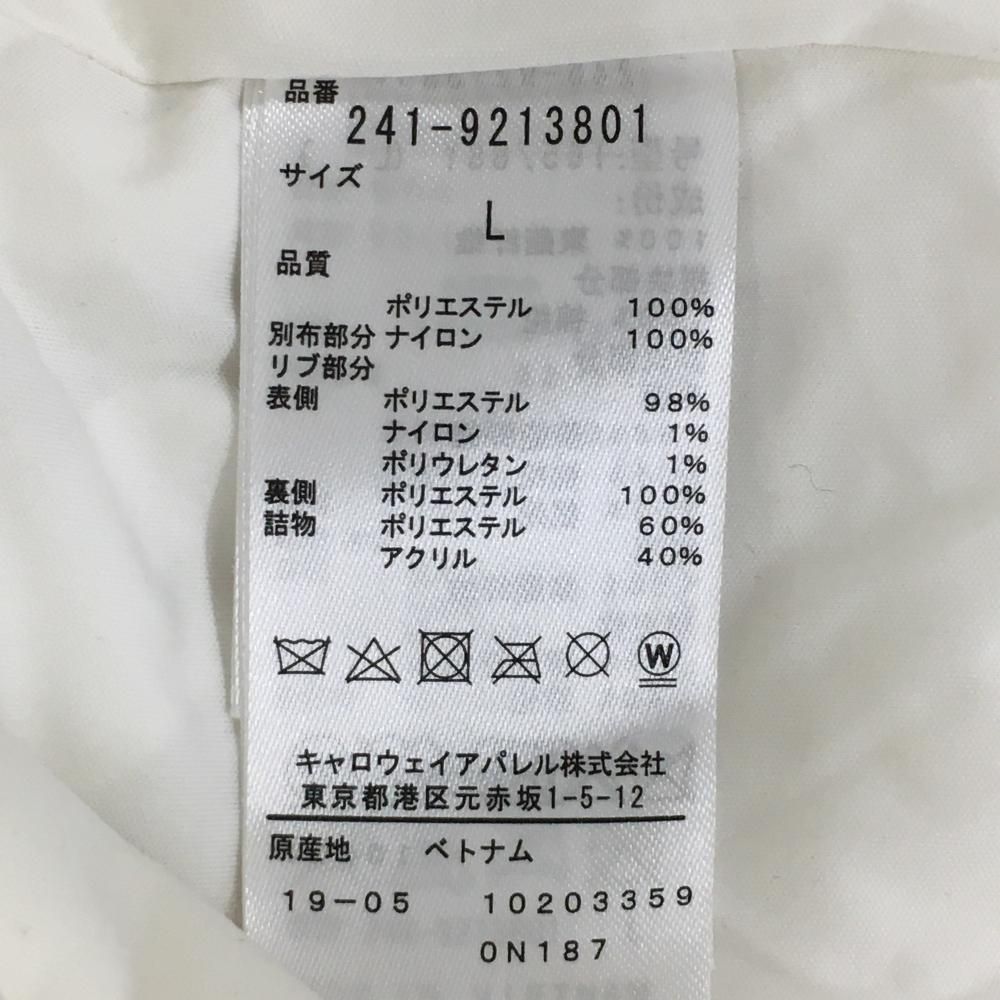 品番
241-9213801
サイズ
L
品質
ポリエステル 100%
別布部分 ナイロン 100%
リブ部分
表側 ポリエステル 98%
ナイロン 1%
ポリウレタン 1%
裏側 ポリエステル 100%
詰物 ポリエステル 60%
アクリル 40%
W
キャロウェイアパレル株式会社
東京都港区元赤坂1-5-12
原産地 ベトナム
19-05 10203359
0N187